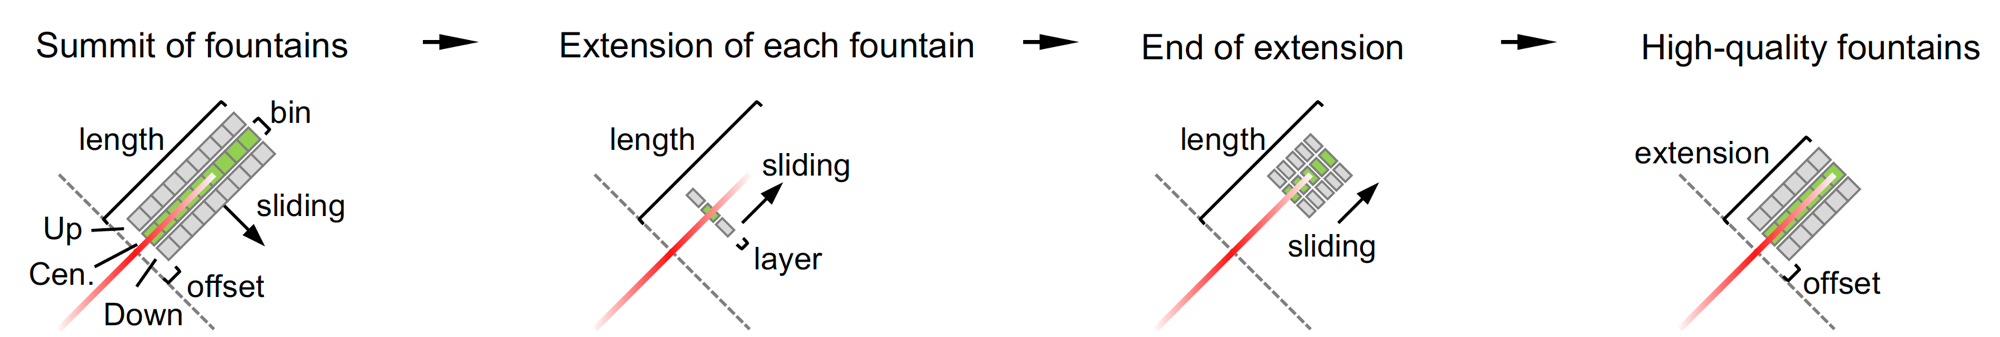 Summit of fountains
Extension of each fountain
End of extension
High-quality fountains
length
bin
sliding
Up
Cen.
Down
offset
length
sliding
layer
length
sliding
extension
offset